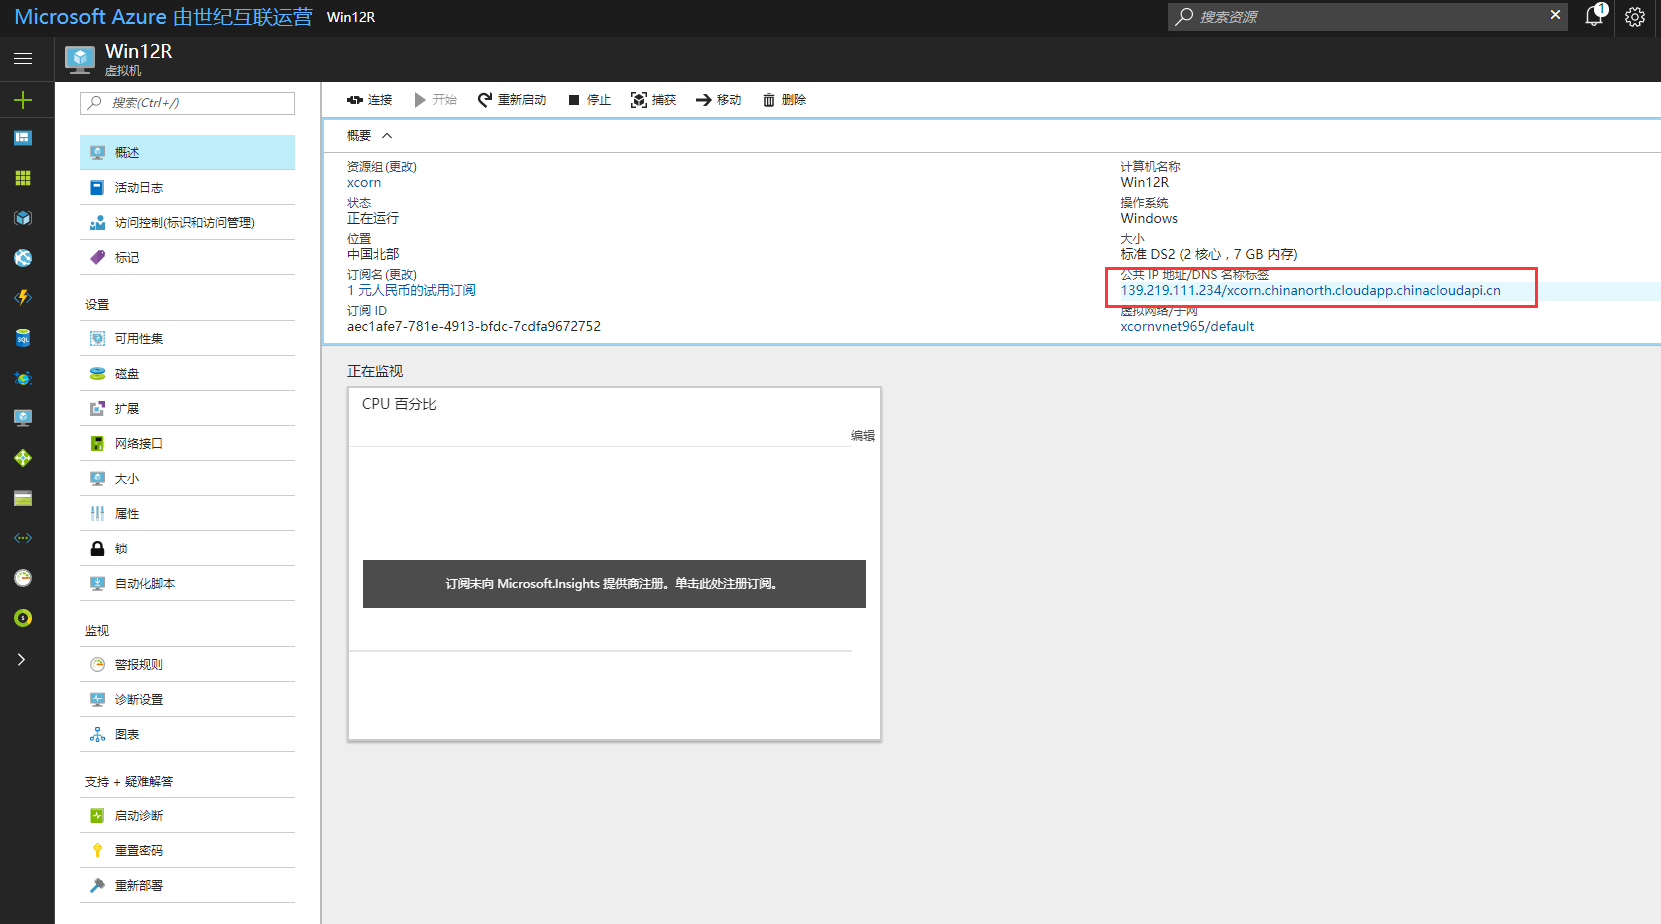 Microsoft Azure 由世纪互联运营 Win12R
搜索资源
1
Win12R
虚拟机
搜索(Ctrl+/)
概述
活动日志
访问控制(标识和访问管理)
标记
设置
可用性集
磁盘
扩展
网络接口
大小
属性
锁
自动化脚本
监视
警报规则
诊断设置
图表
支持 + 疑难解答
启动诊断
重置密码
重新部署
连接 开始 重新启动 停止 捕获 移动 删除
概要
资源组 (更改)
xcorn
状态
正在运行
位置
中国北部
订阅名 (更改)
1 元人民币的试用订阅
订阅 ID
aec1afe7-781e-4913-bfdc-7cdfa9672752
计算机名称
Win12R
操作系统
Windows
大小
标准 DS2 (2 核心，7 GB 内存)
公共 IP 地址/DNS 名称标签
139.219.111.234/xcorn.chinanorth.cloudapp.chinacloudapi.cn
虚拟网络/子网
xcornvnet965/default
正在监视
CPU 百分比
编辑
订阅未向 Microsoft.Insights 提供商注册。单击此处注册订阅。
SQL